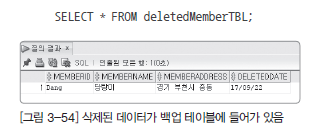 SELECT * FROM deletedMemberTBL;
질의 결과 ×
SQL | 인출된 모든 행: 1(0초)
MEMBERID MEMBERNAME MEMBERADDRESS DELETEDDATE
1 Dang 당탕이 경기 부천시 중동 17/09/22
[그림 3-54] 삭제된 데이터가 백업 테이블에 들어가 있음